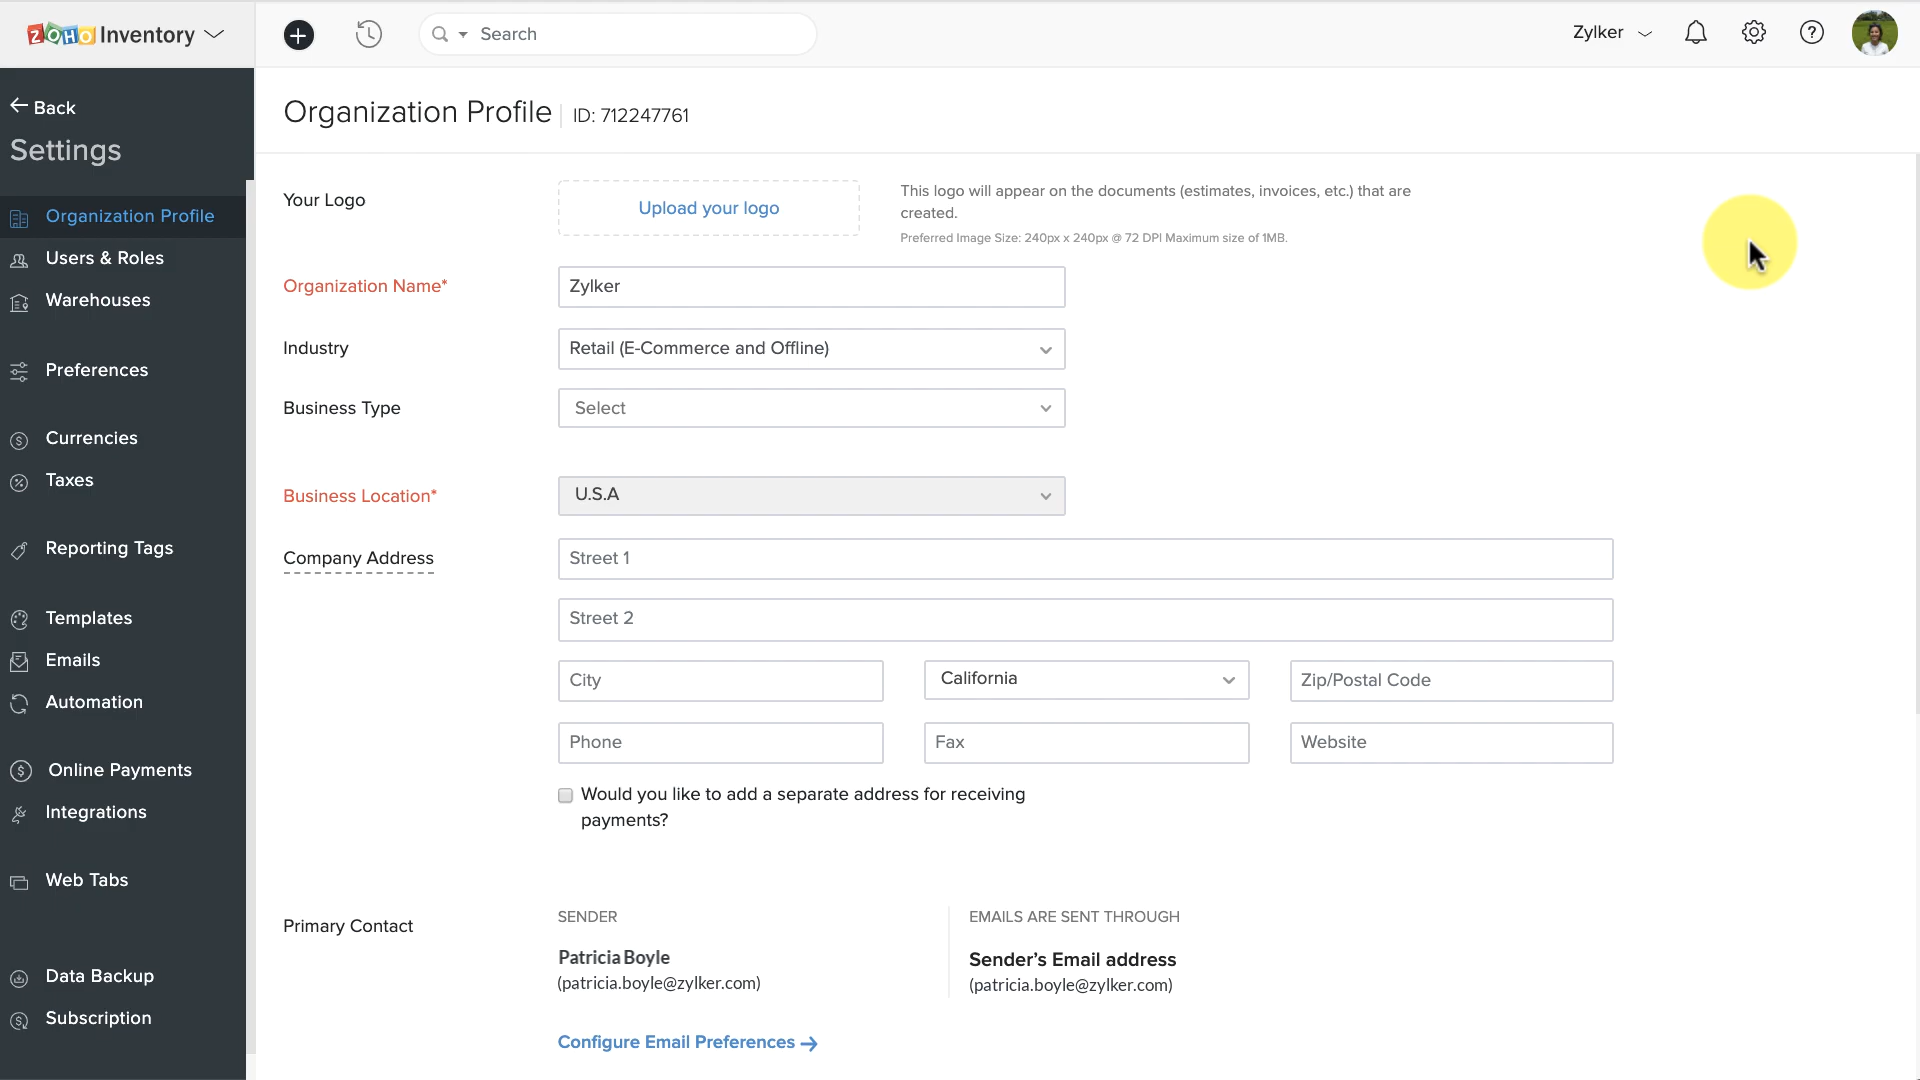 ZOHO Inventory
Search
Zylker
Back
Settings
Organization Profile
Users & Roles
Warehouses
Preferences
Currencies
Taxes
Reporting Tags
Templates
Emails
Automation
Online Payments
Integrations
Web Tabs
Data Backup
Subscription
Organization Profile ID: 712247761
Your Logo
Upload your logo
This logo will appear on the documents (estimates, invoices, etc.) that are
created.
Preferred Image Size: 240px x 240px @ 72 DPI Maximum size of 1MB.
Organization Name*
Zylker
Industry
Retail (E-Commerce and Offline)
Business Type
Select
Business Location*
U.S.A
Company Address
Street 1
Street 2
City
California
Zip/Postal Code
Phone
Fax
Website
Would you like to add a separate address for receiving
payments?
Primary Contact
SENDER
Patricia Boyle
(patricia.boyle@zylker.com)
EMAILS ARE SENT THROUGH
Sender’s Email address
(patricia.boyle@zylker.com)
Configure Email Preferences